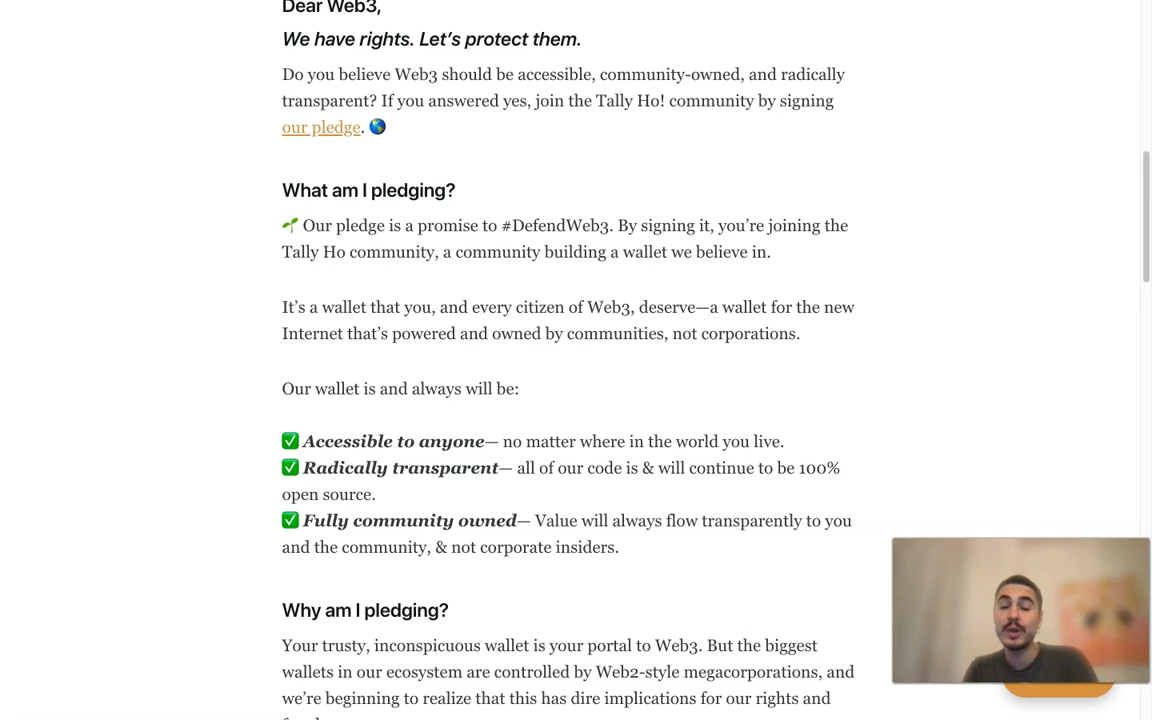 Dear Web3,
We have rights. Let’s protect them.
Do you believe Web3 should be accessible, community-owned, and radically
transparent? If you answered yes, join the Tally Ho! community by signing
our pledge. 🌎
What am I pledging?
🌱 Our pledge is a promise to #DefendWeb3. By signing it, you’re joining the
Tally Ho community, a community building a wallet we believe in.
It’s a wallet that you, and every citizen of Web3, deserve—a wallet for the new
Internet that’s powered and owned by communities, not corporations.
Our wallet is and always will be:
✅ Accessible to anyone— no matter where in the world you live.
✅ Radically transparent— all of our code is & will continue to be 100%
open source.
✅ Fully community owned— Value will always flow transparently to you
and the community, & not corporate insiders.
Why am I pledging?
Your trusty, inconspicuous wallet is your portal to Web3. But the biggest
wallets in our ecosystem are controlled by Web2-style megacorporations, and
we’re beginning to realize that this has dire implications for our rights and